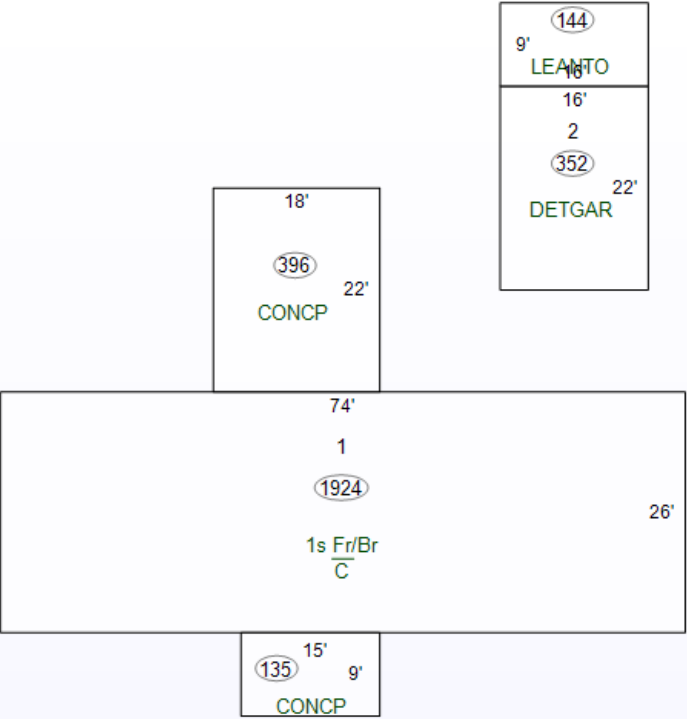 144
9'
LEANTO
16'
16'
2
352
22'
DETGAR
18'
396
22'
CONCP
74'
1
1924
26'
1s Fr/Br
C
15'
135
9'
CONCP